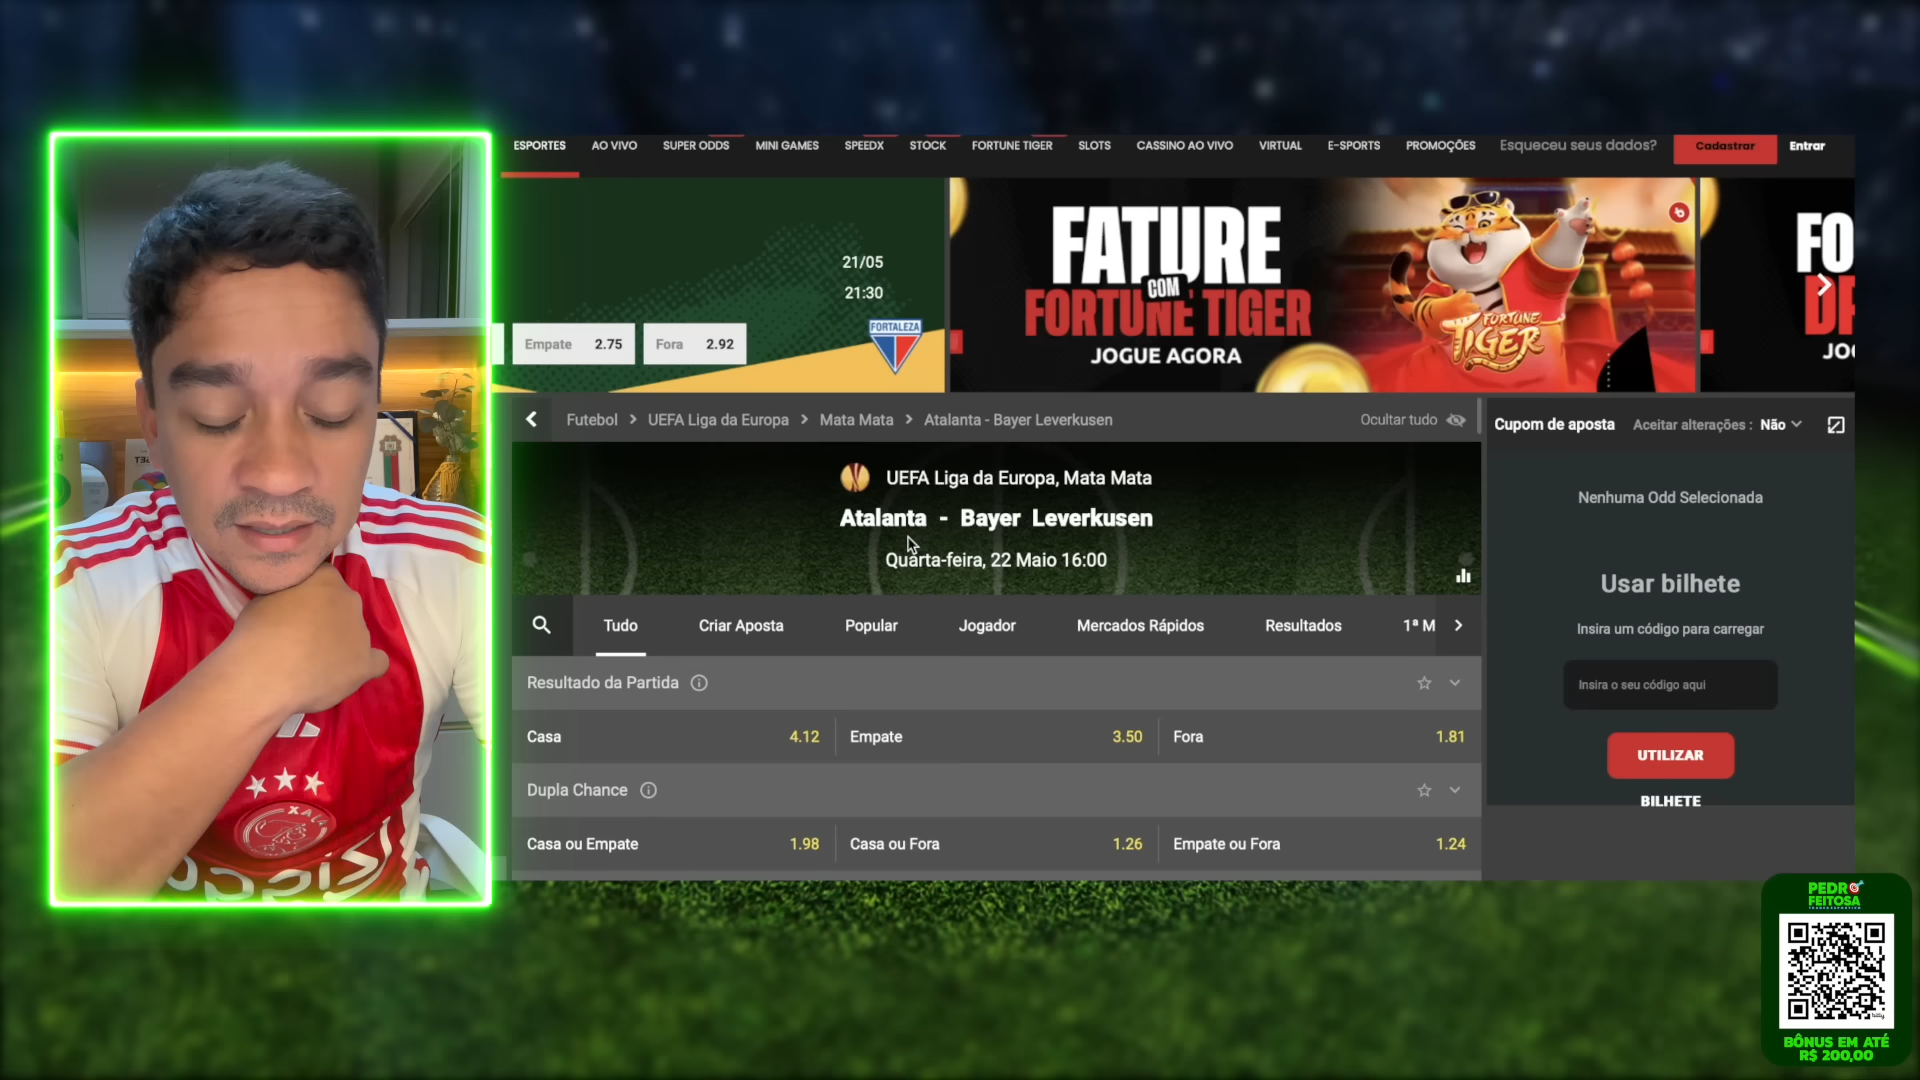 ESPORTES AO VIVO SUPER ODDS MINI GAMES SPEEDX STOCK FORTUNE TIGER SLOTS CASSINO AO VIVO VIRTUAL E-SPORTS PROMOÇÕES Esqueceu seus dados? Cadastrar Entrar
21/05
21:30
Empate 2.75 Fora 2.92
FORTALEZA
FATURE
COM
FORTUNE TIGER
JOGUE AGORA
FORTUNE
TIGER
FO
JO
Futebol > UEFA Liga da Europa > Mata Mata > Atalanta - Bayer Leverkusen Ocultar tudo
UEFA Liga da Europa, Mata Mata
Atalanta - Bayer Leverkusen
Quarta-feira, 22 Maio 16:00
Tudo Criar Aposta Popular Jogador Mercados Rápidos Resultados 1ª M
Resultado da Partida
Casa 4.12 Empate 3.50 Fora 1.81
Dupla Chance
Casa ou Empate 1.98 Casa ou Fora 1.26 Empate ou Fora 1.24
Cupom de aposta Aceitar alterações : Não
Nenhuma Odd Selecionada
Usar bilhete
Insira um código para carregar
Insira o seu código aqui
UTILIZAR
BILHETE
PEDRO
FEITOSA
BÔNUS EM ATÉ
R$ 200,00